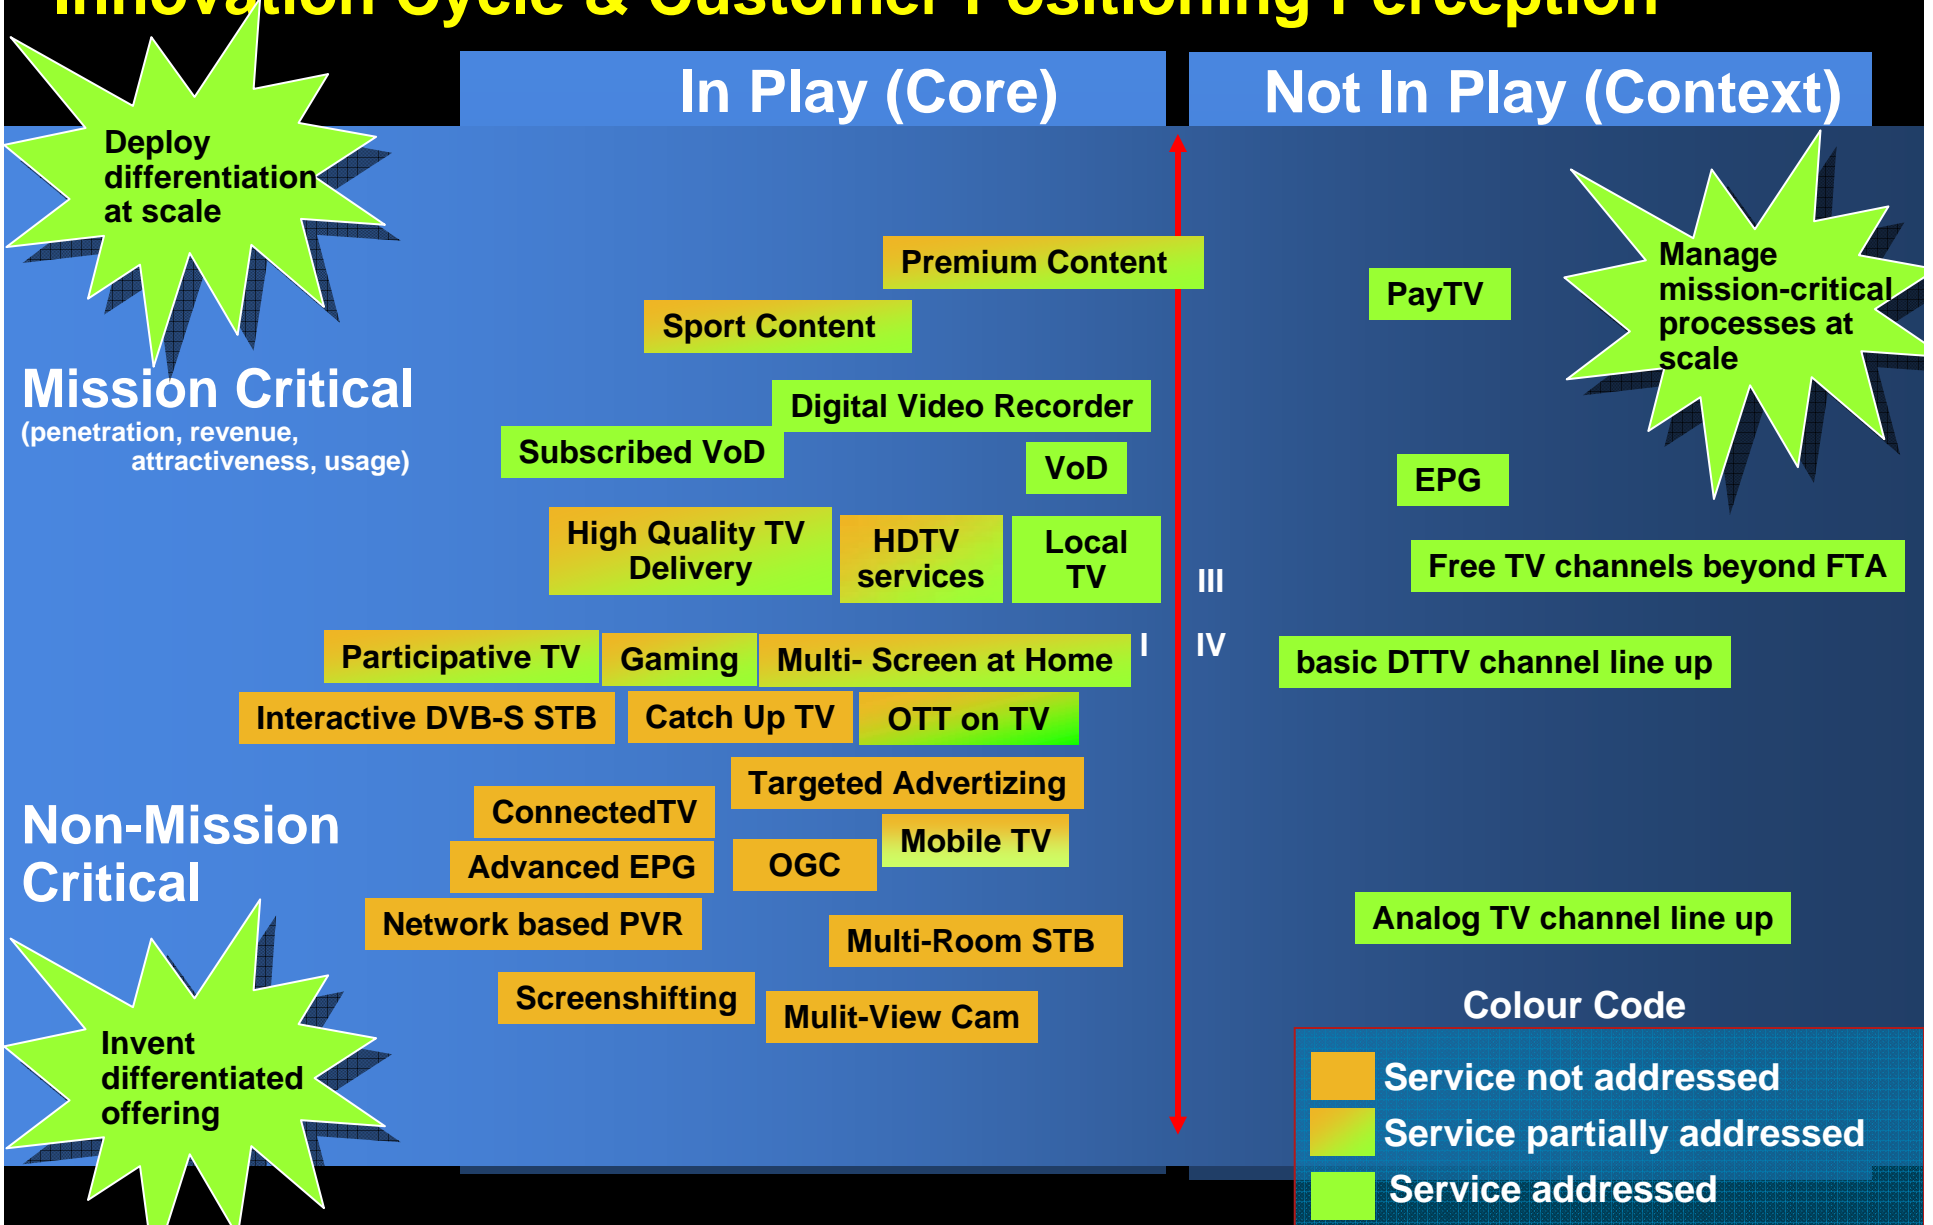 Innovation Cycle & Customer Positioning Perception
In Play (Core)
Not In Play (Context)
Deploy
differentiation
at scale
Manage
mission-critical
processes at
scale
Premium Content
PayTV
Sport Content
Mission Critical
(penetration, revenue,
attractiveness, usage)
Digital Video Recorder
Subscribed VoD
VoD
EPG
High Quality TV
Delivery
HDTV
services
Local
TV
Free TV channels beyond FTA
III
I
IV
Participative TV
Gaming
Multi- Screen at Home
basic DTTV channel line up
Interactive DVB-S STB
Catch Up TV
OTT on TV
Targeted Advertizing
ConnectedTV
Non-Mission
Critical
Mobile TV
Advanced EPG
OGC
Network based PVR
Multi-Room STB
Analog TV channel line up
Screenshifting
Mulit-View Cam
Invent
differentiated
offering
Colour Code
Service not addressed
Service partially addressed
Service addressed